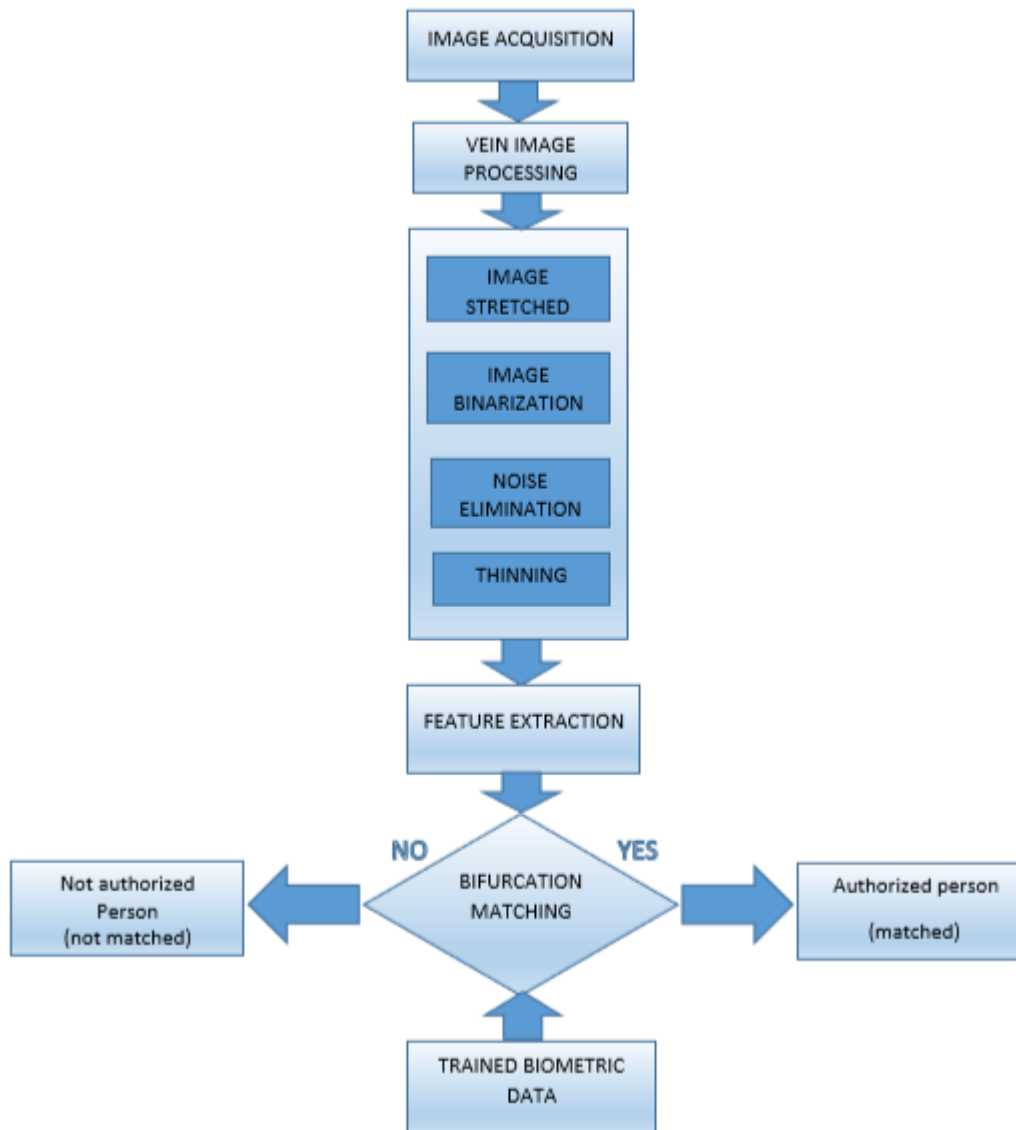 IMAGE ACQUISITION
VEIN IMAGE
PROCESSING
IMAGE
STRETCHED
IMAGE
BINARIZATION
NOISE
ELIMINATION
THINNING
FEATURE EXTRACTION
NO
YES
BIFURCATION
MATCHING
Not authorized
Person
(not matched)
Authorized person
(matched)
TRAINED BIOMETRIC
DATA